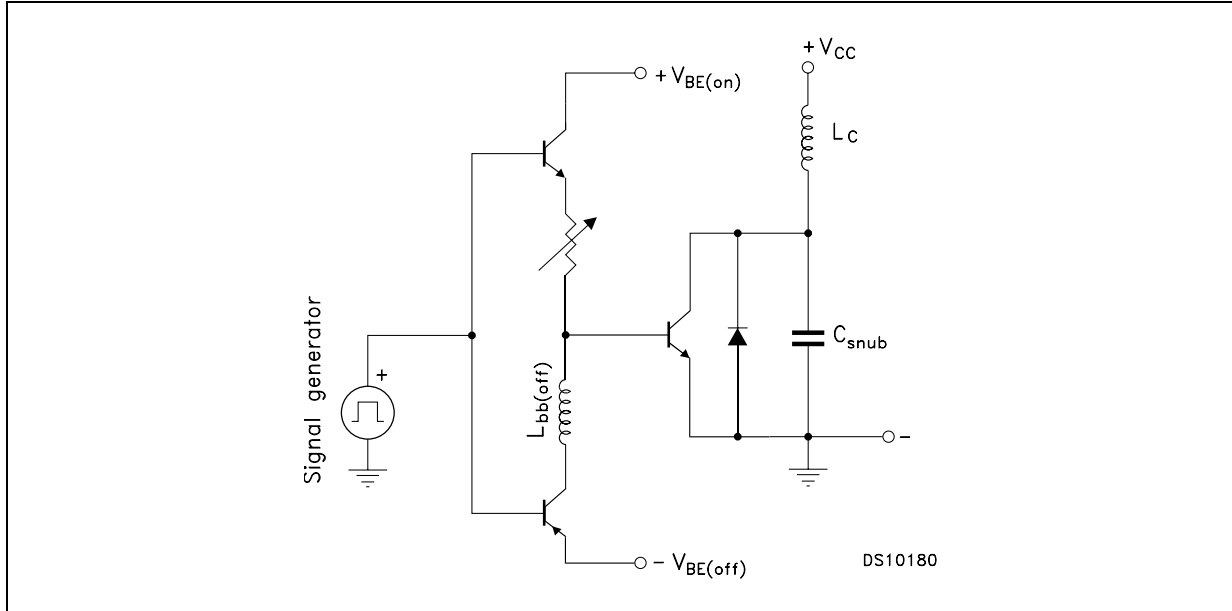 + V_CC
+ V_BE(on)
L_C
Signal generator
+
L_bb(off)
C_snub
-
- V_BE(off)
DS10180